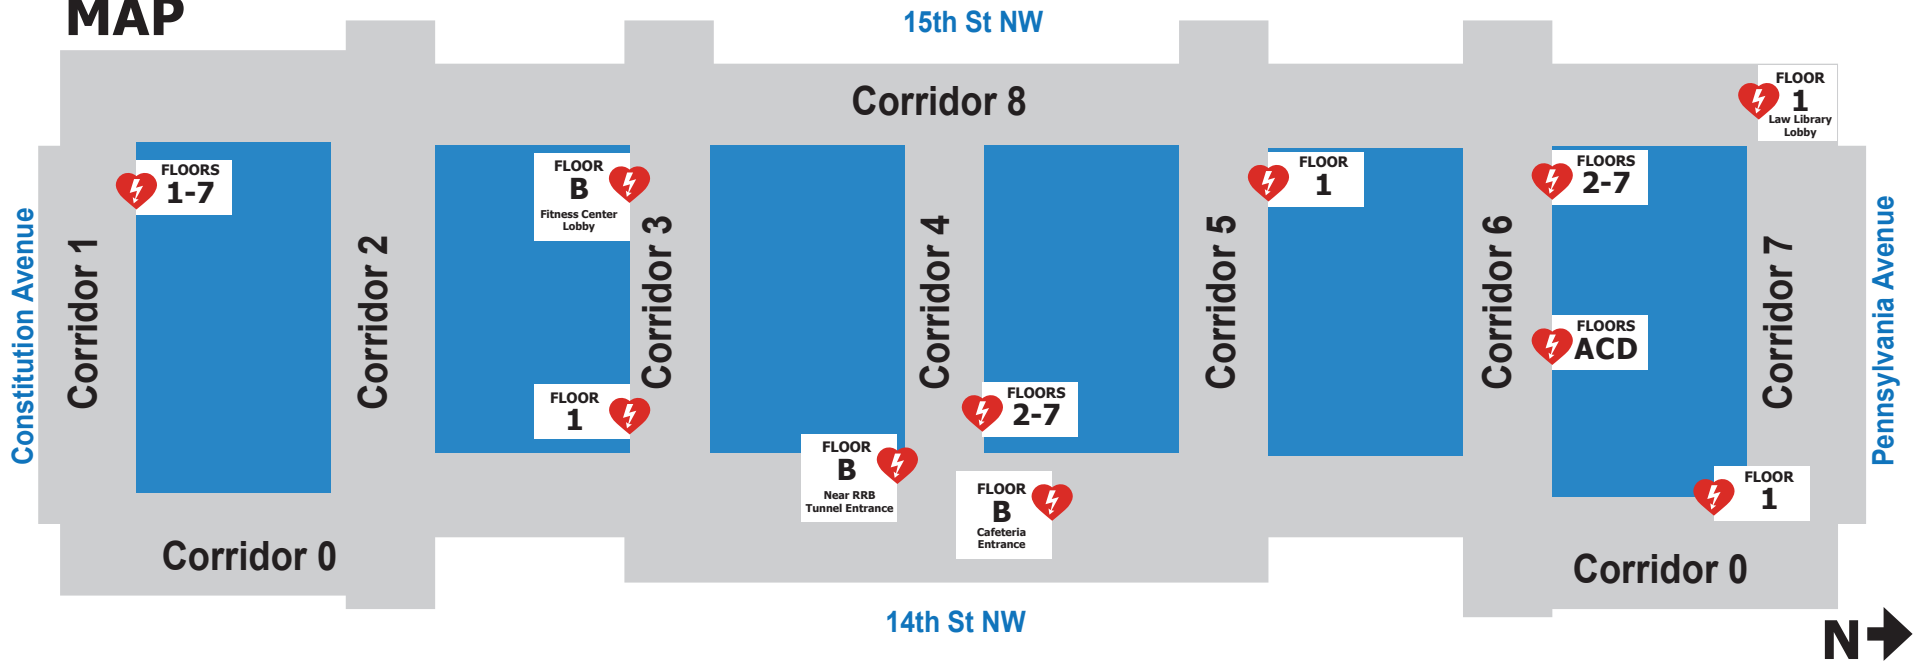 MAP
15th St NW
Corridor 8
FLOOR
1
Law Library
Lobby
FLOORS
1-7
FLOOR
B
Fitness Center
Lobby
FLOOR
1
FLOORS
2-7
Constitution Avenue
Corridor 1
Corridor 2
Corridor 3
Corridor 4
Corridor 5
Corridor 6
Corridor 7
Pennsylvania Avenue
FLOORS
ACD
FLOOR
1
FLOORS
2-7
FLOOR
B
Near RRB
Tunnel Entrance
FLOOR
B
Cafeteria
Entrance
FLOOR
1
Corridor 0
Corridor 0
14th St NW
N